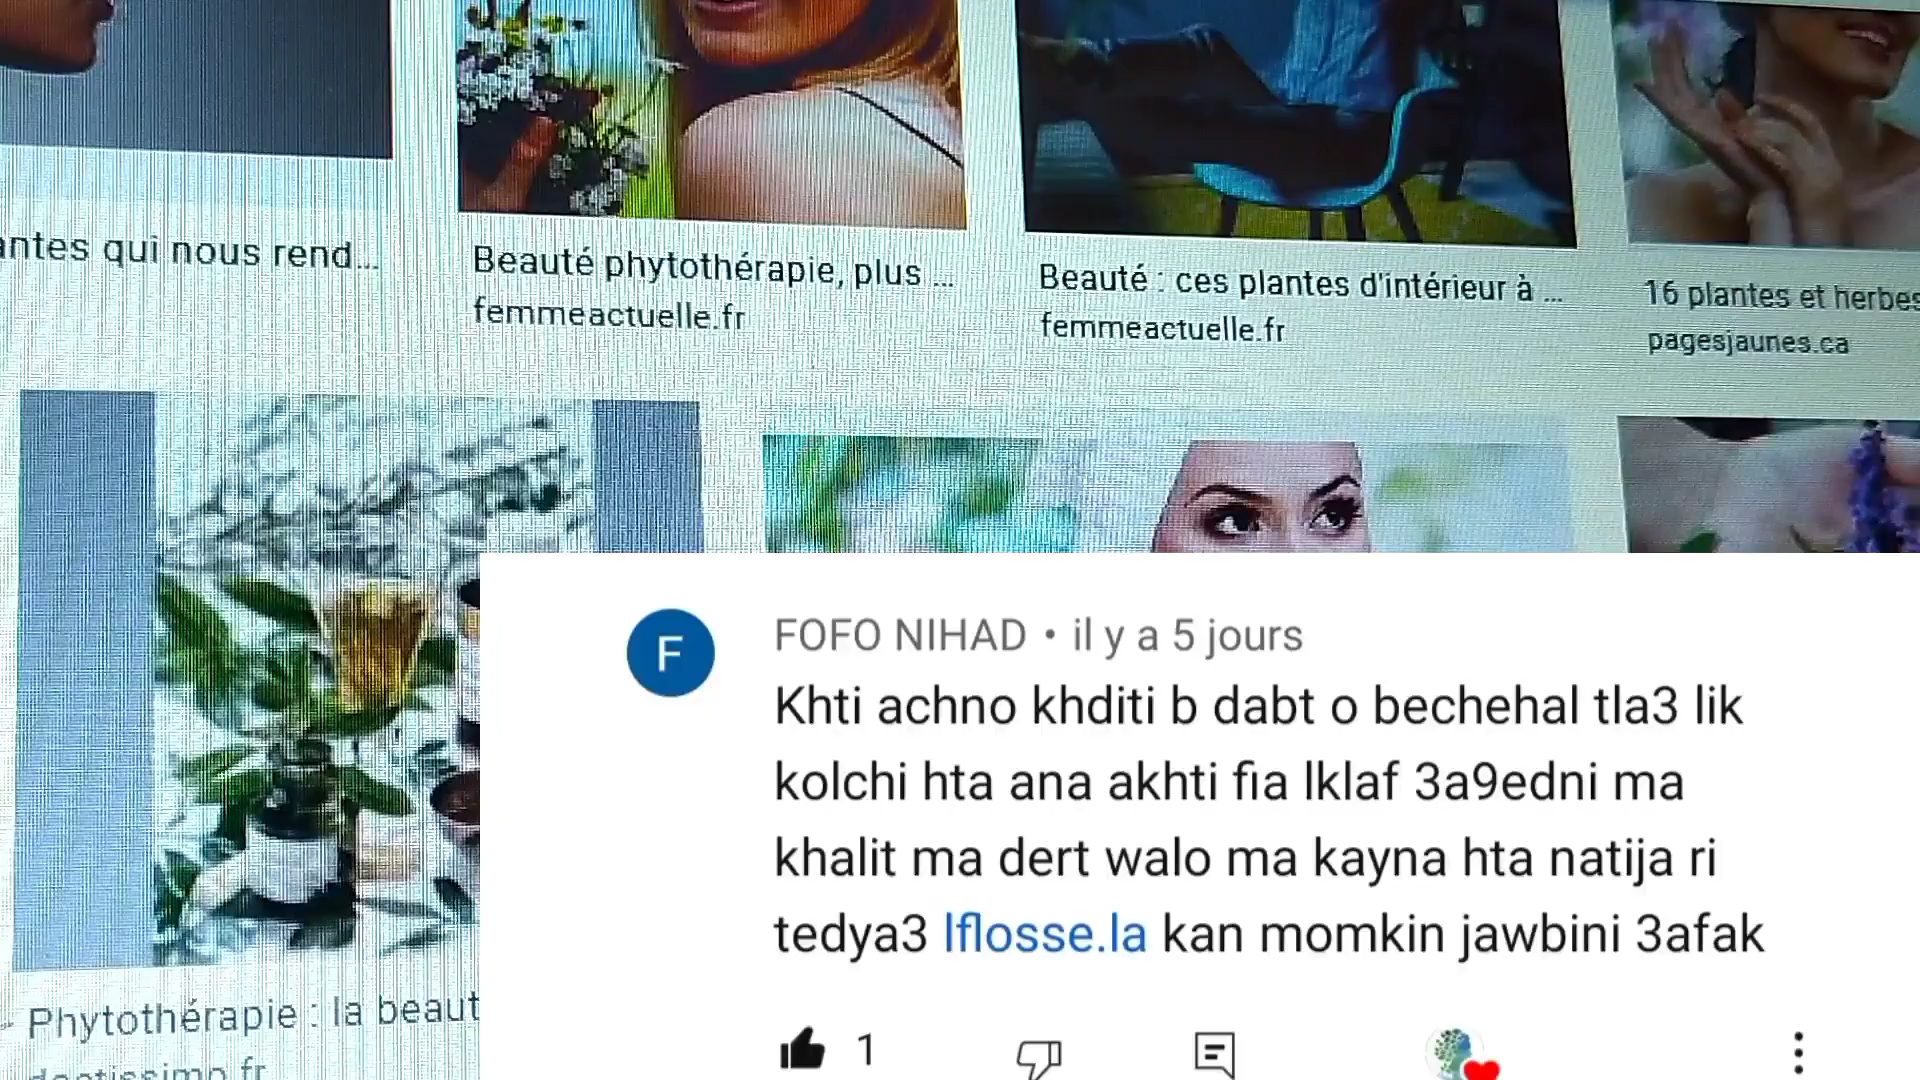 antes qui nous rend...
Beauté phytothérapie, plus ...
femmeactuelle.fr
Beauté : ces plantes d'intérieur à ...
femmeactuelle.fr
16 plantes et herbes
pagesjaunes.ca
Phytothérapie : la beaut
F
FOFO NIHAD • il y a 5 jours
Khti achno khditi b dabt o bechehal tla3 lik
kolchi hta ana akhti fia lklaf 3a9edni ma
khalit ma dert walo ma kayna hta natija ri
tedya3 lflosse.la kan momkin jawbini 3afak
1